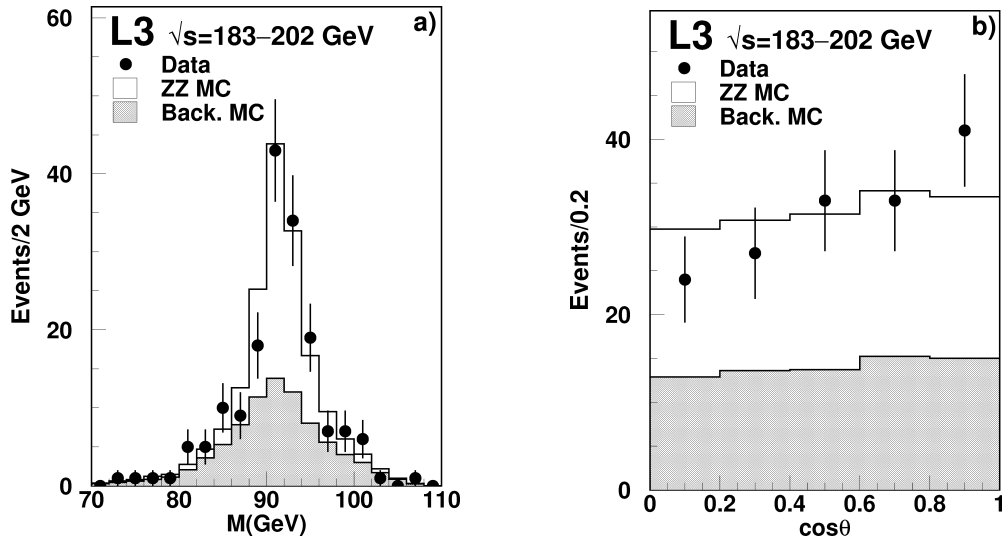 L3 √s=183–202 GeV a)
Data
ZZ MC
Back. MC
Events/2 GeV
60
40
20
0
70 80 90 100 110
M(GeV)
L3 √s=183–202 GeV b)
Data
ZZ MC
Back. MC
Events/0.2
40
20
0
0 0.2 0.4 0.6 0.8 1
cosθ